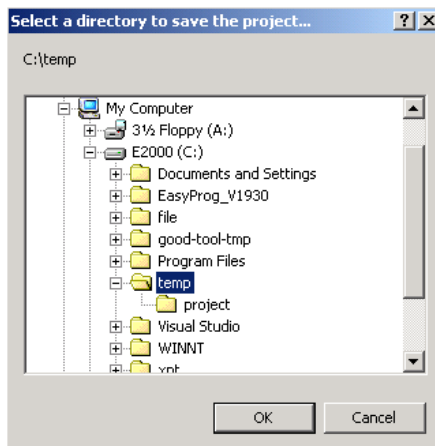 Select a directory to save the project...
C:\temp
My Computer
3½ Floppy (A:)
E2000 (C:)
Documents and Settings
EasyProg_V1930
file
good-tool-tmp
Program Files
temp
project
Visual Studio
WINNT
OK Cancel